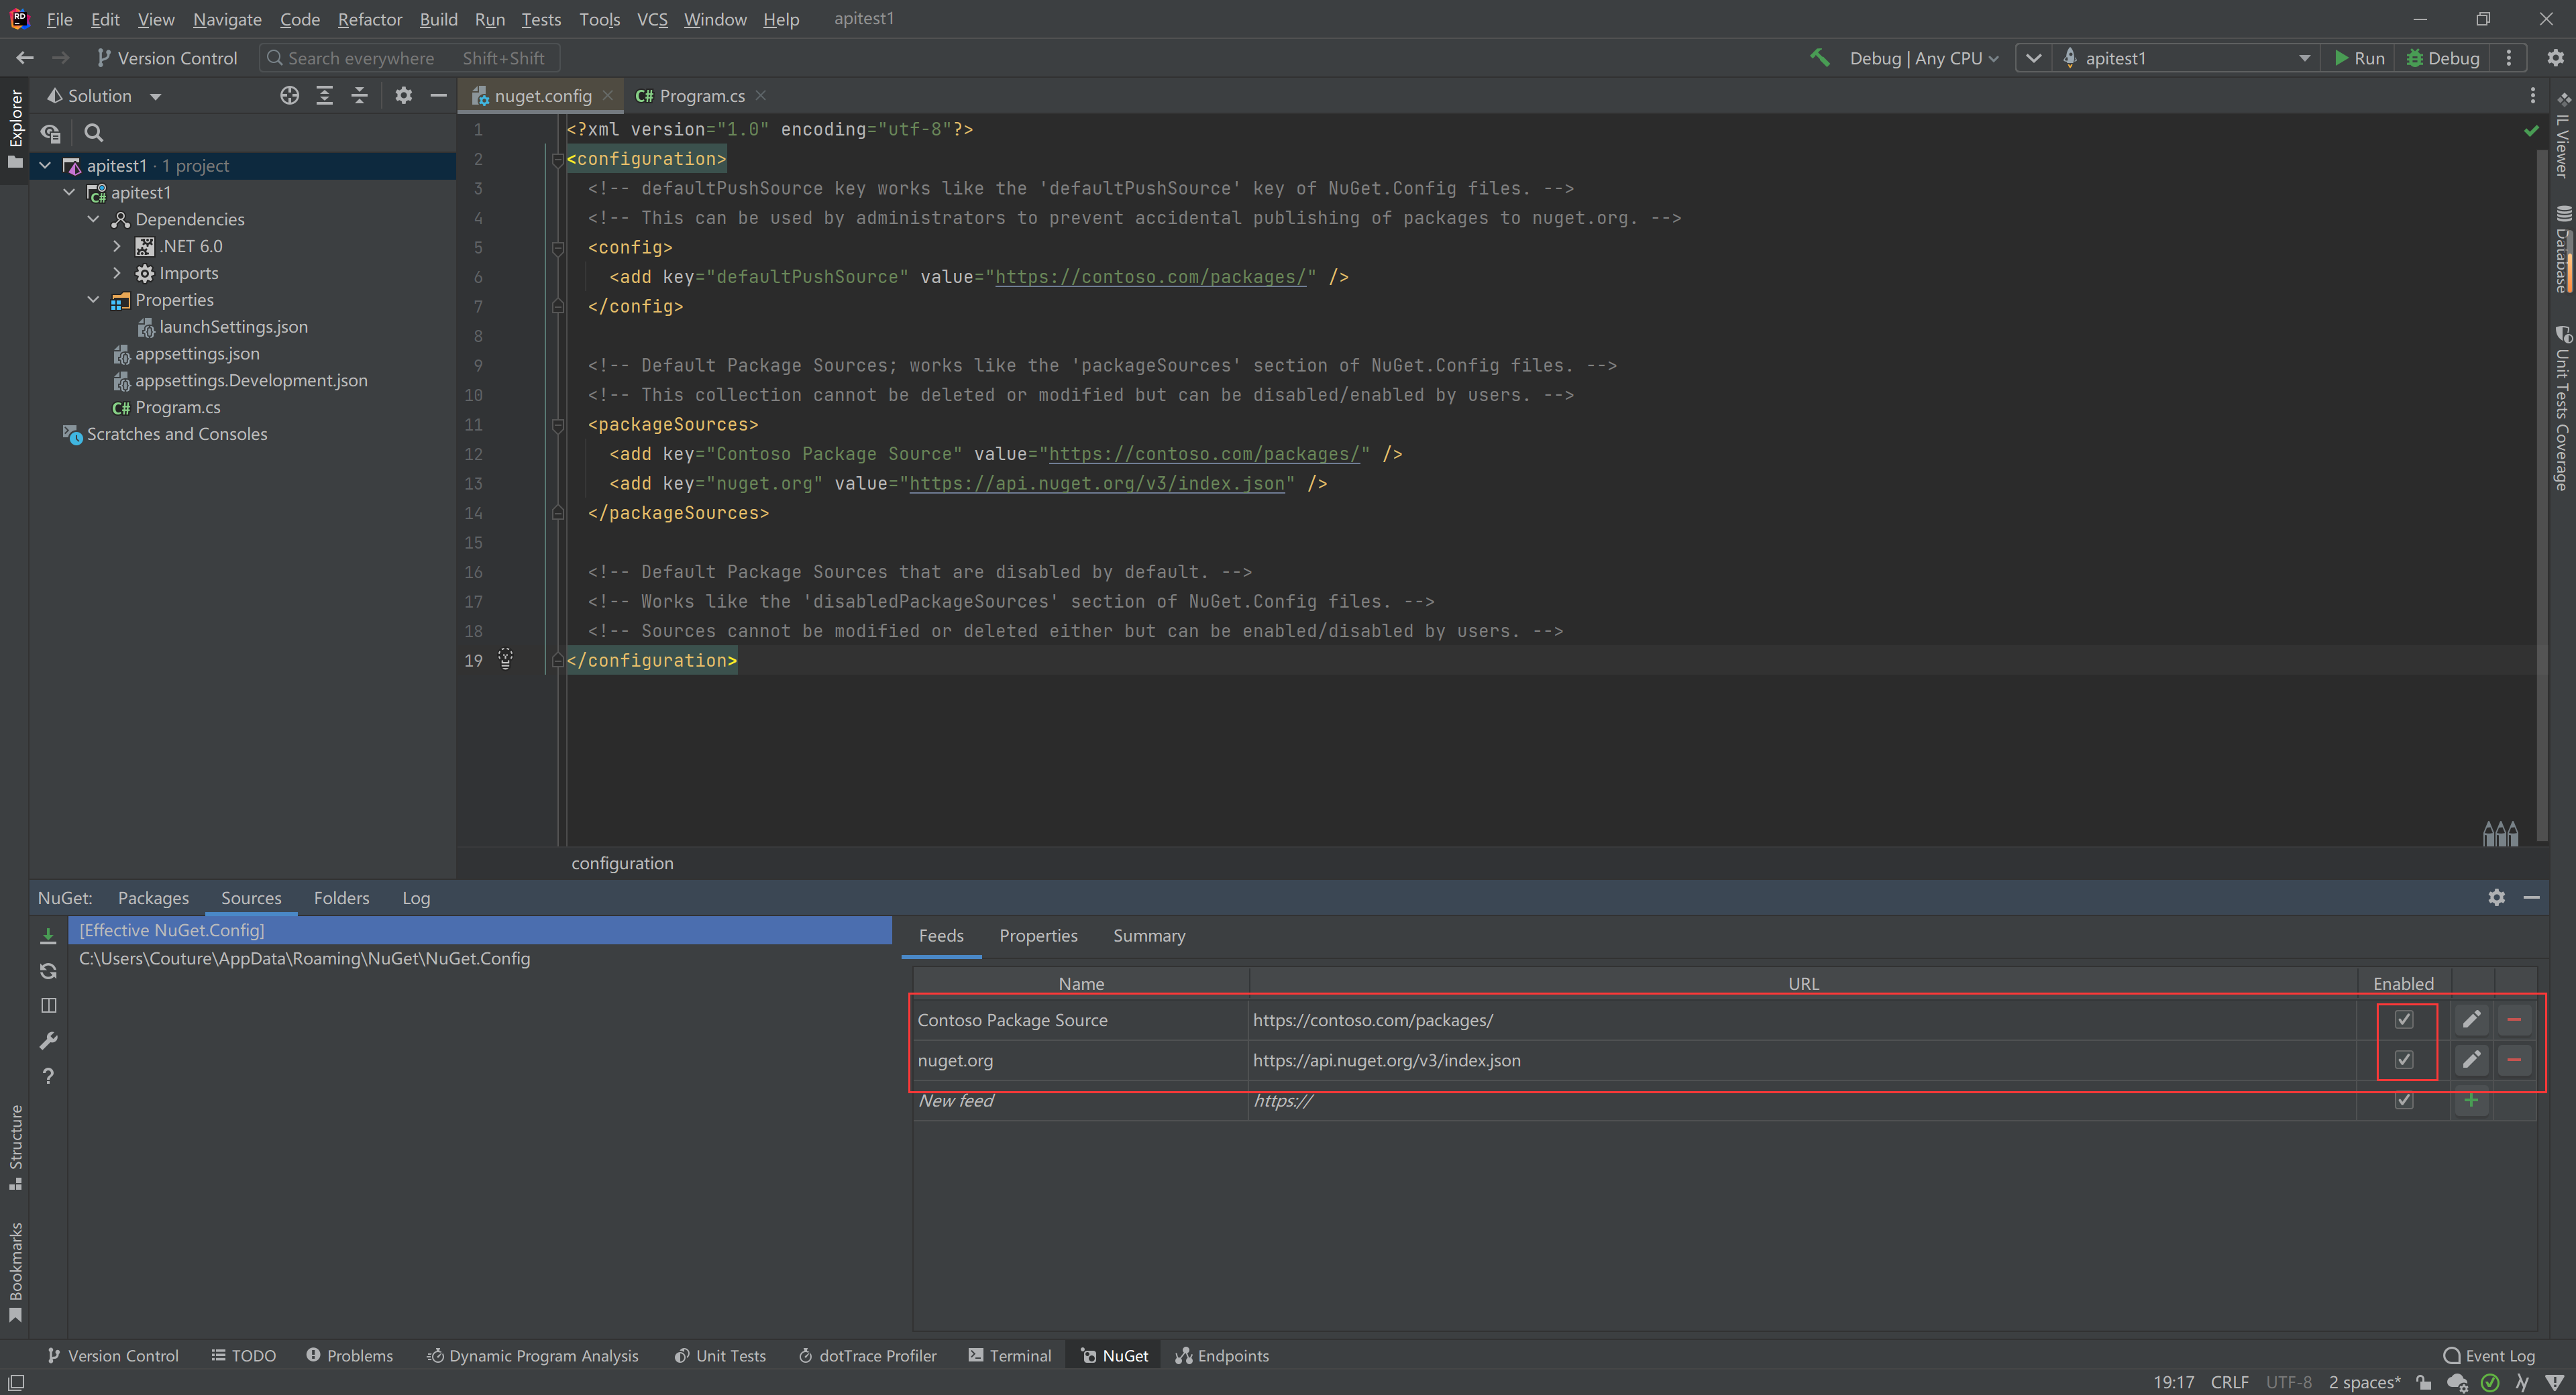 File Edit View Navigate Code Refactor Build Run Tests Tools VCS Window Help apitest1
Version Control Search everywhere Shift+Shift Debug | Any CPU apitest1 Run Debug
Explorer
Solution
apitest1 · 1 project
apitest1
Dependencies
.NET 6.0
Imports
Properties
launchSettings.json
appsettings.json
appsettings.Development.json
C# Program.cs
Scratches and Consoles
nuget.config C# Program.cs
1 <?xml version="1.0" encoding="utf-8"?>
2 <configuration>
3 <!-- defaultPushSource key works like the 'defaultPushSource' key of NuGet.Config files. -->
4 <!-- This can be used by administrators to prevent accidental publishing of packages to nuget.org. -->
5 <config>
6 <add key="defaultPushSource" value="https://contoso.com/packages/" />
7 </config>
8
9 <!-- Default Package Sources; works like the 'packageSources' section of NuGet.Config files. -->
10 <!-- This collection cannot be deleted or modified but can be disabled/enabled by users. -->
11 <packageSources>
12 <add key="Contoso Package Source" value="https://contoso.com/packages/" />
13 <add key="nuget.org" value="https://api.nuget.org/v3/index.json" />
14 </packageSources>
15
16 <!-- Default Package Sources that are disabled by default. -->
17 <!-- Works like the 'disabledPackageSources' section of NuGet.Config files. -->
18 <!-- Sources cannot be modified or deleted either but can be enabled/disabled by users. -->
19 </configuration>
configuration
IL Viewer
Database
Unit Tests Coverage
NuGet: Packages Sources Folders Log
[Effective NuGet.Config]
C:\Users\Couture\AppData\Roaming\NuGet\NuGet.Config
Feeds Properties Summary
Name URL Enabled
Contoso Package Source https://contoso.com/packages/
nuget.org https://api.nuget.org/v3/index.json
New feed https://
Structure
Bookmarks
Version Control TODO Problems Dynamic Program Analysis Unit Tests dotTrace Profiler Terminal NuGet Endpoints Event Log
19:17 CRLF UTF-8 2 spaces*